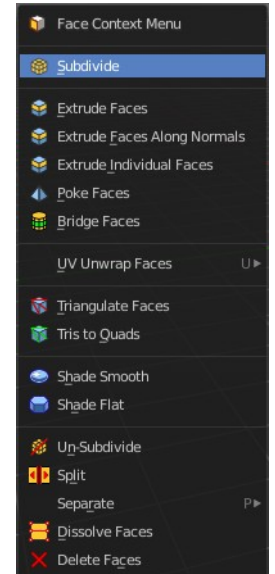 Face Context Menu
Subdivide
Extrude Faces
Extrude Faces Along Normals
Extrude Individual Faces
Poke Faces
Bridge Faces
UV Unwrap Faces U
Triangulate Faces
Tris to Quads
Shade Smooth
Shade Flat
Un-Subdivide
Split
Separate P
Dissolve Faces
Delete Faces